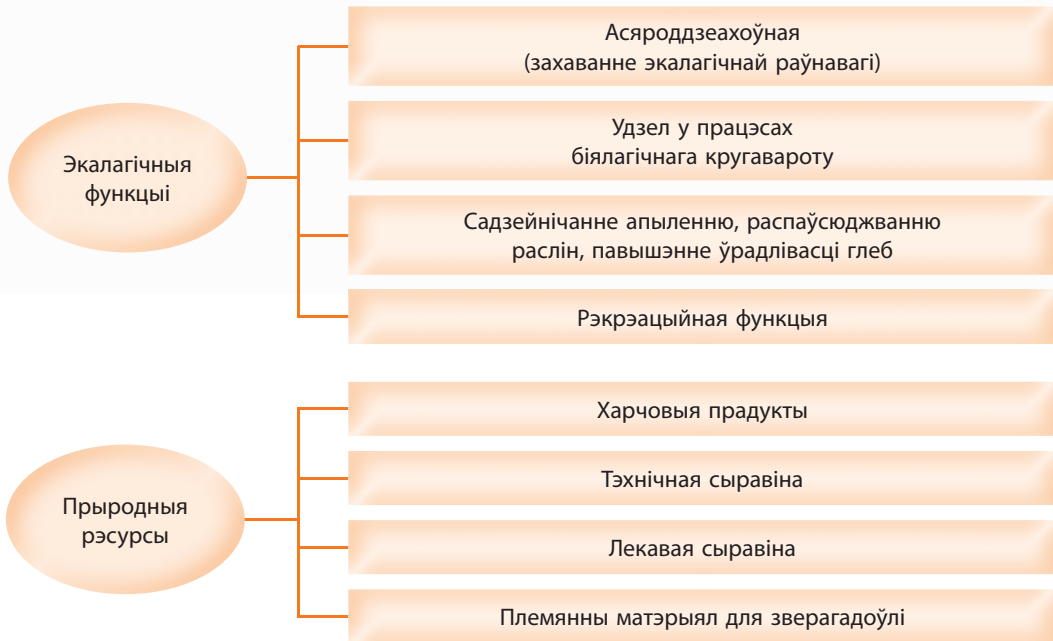 Экалагічныя
функцыі
Асяроддзеахоўная
(захаванне экалагічнай раўнавагі)
Удзел у працэсах
біялагічнага кругавароту
Садзейнічанне апыленню, распаўсюджванню
раслін, павышэнне ўрадлівасці глеб
Рэкрэацыйная функцыя
Прыродныя
рэсурсы
Харчовыя прадукты
Тэхнічная сыравіна
Лекавая сыравіна
Племянны матэрыял для зверагадоўлі